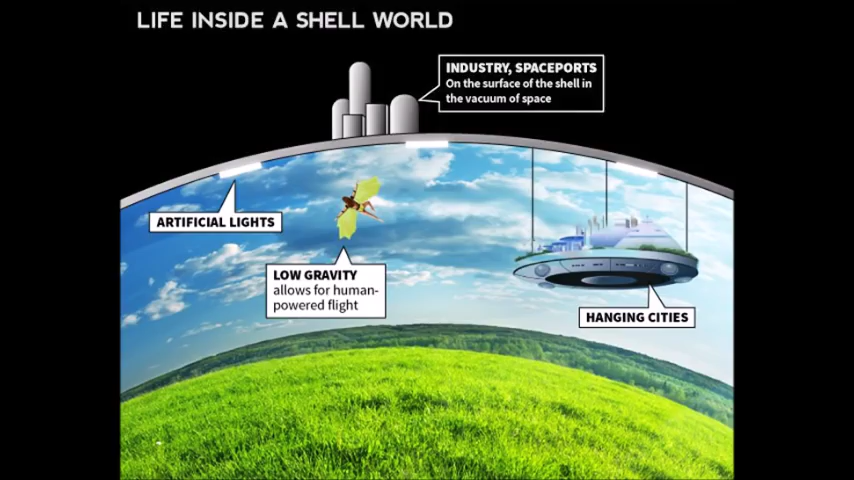 LIFE INSIDE A SHELL WORLD
INDUSTRY, SPACEPORTS
On the surface of the shell in
the vacuum of space
ARTIFICIAL LIGHTS
LOW GRAVITY
allows for human-
powered flight
HANGING CITIES